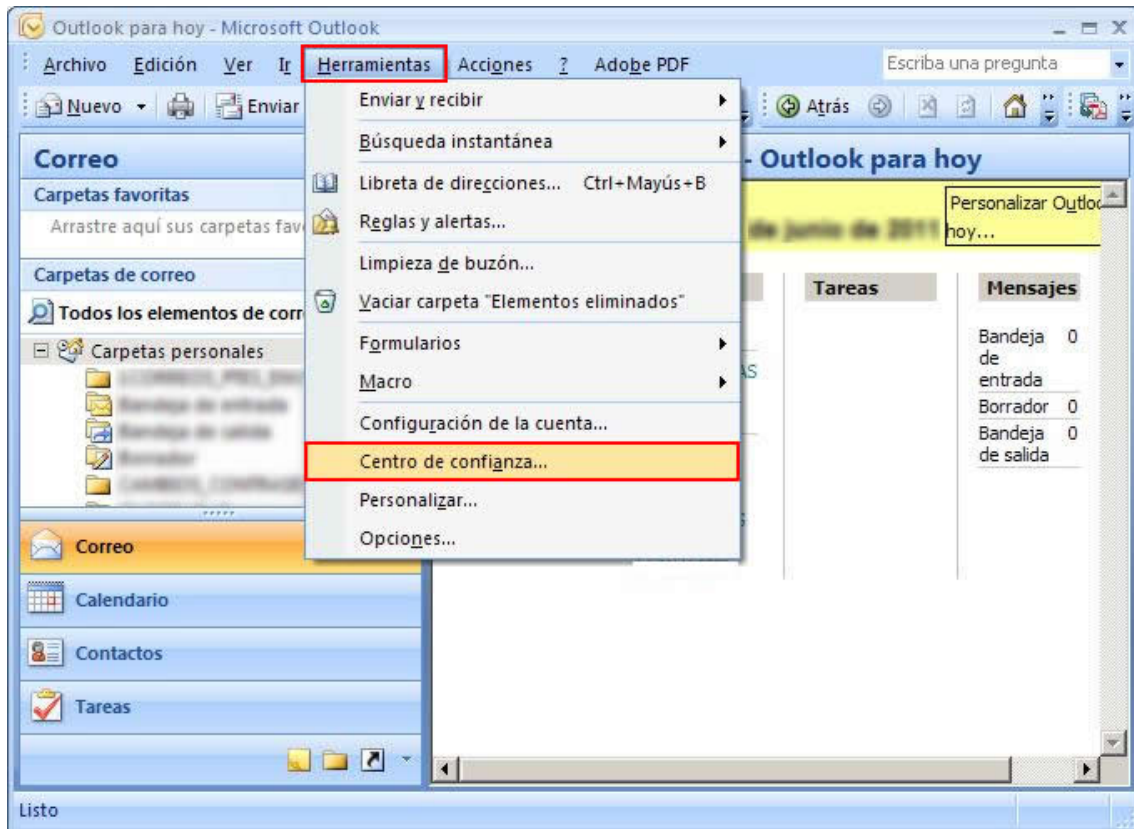 Outlook para hoy - Microsoft Outlook
Archivo Edición Ver Ir Herramientas Acciones ? Adobe PDF Escriba una pregunta
Nuevo Enviar Atrás
Correo
Carpetas favoritas
Arrastre aquí sus carpetas
Carpetas de correo
Todos los elementos de
Carpetas personales
Correo
Calendario
Contactos
Tareas
Listo
Enviar y recibir
Búsqueda instantánea
Libreta de direcciones... Ctrl+Mayús+B
Reglas y alertas...
Limpieza de buzón...
Vaciar carpeta "Elementos eliminados"
Formularios
Macro
Configuración de la cuenta...
Centro de confianza...
Personalizar...
Opciones...
- Outlook para hoy
de junio de 2011
Personalizar
hoy...
Tareas
Mensajes
Bandeja 0
de
entrada
Borrador 0
Bandeja 0
de salida